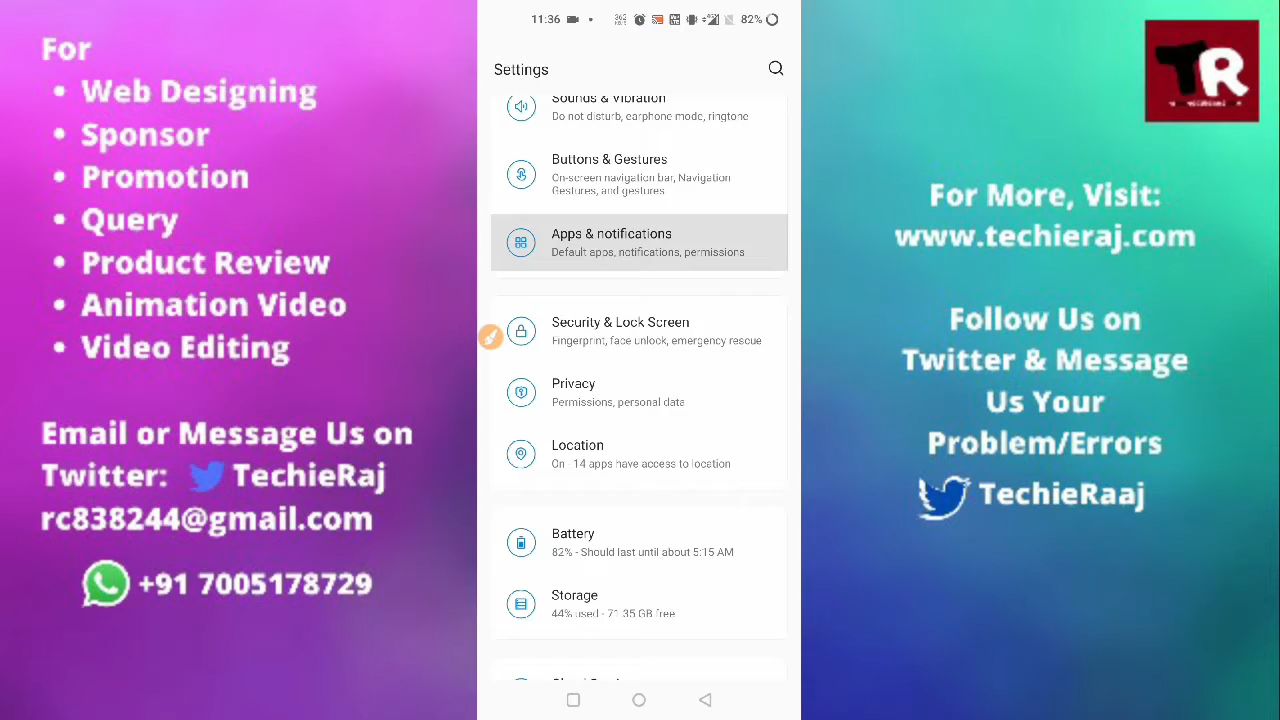 For
• Web Designing
• Sponsor
• Promotion
• Query
• Product Review
• Animation Video
• Video Editing
Email or Message Us on
Twitter: TechieRaj
rc838244@gmail.com
+91 7005178729
11:36
82%
Settings
Sounds & Vibration
Do not disturb, earphone mode, ringtone
Buttons & Gestures
On-screen navigation bar, Navigation
Gestures, and gestures
Apps & notifications
Default apps, notifications, permissions
Security & Lock Screen
Fingerprint, face unlock, emergency rescue
Privacy
Permissions, personal data
Location
On - 14 apps have access to location
Battery
82% - Should last until about 5:15 AM
Storage
44% used - 71.35 GB free
TR
For More, Visit:
www.techieraj.com
Follow Us on
Twitter & Message
Us Your
Problem/Errors
TechieRaaj